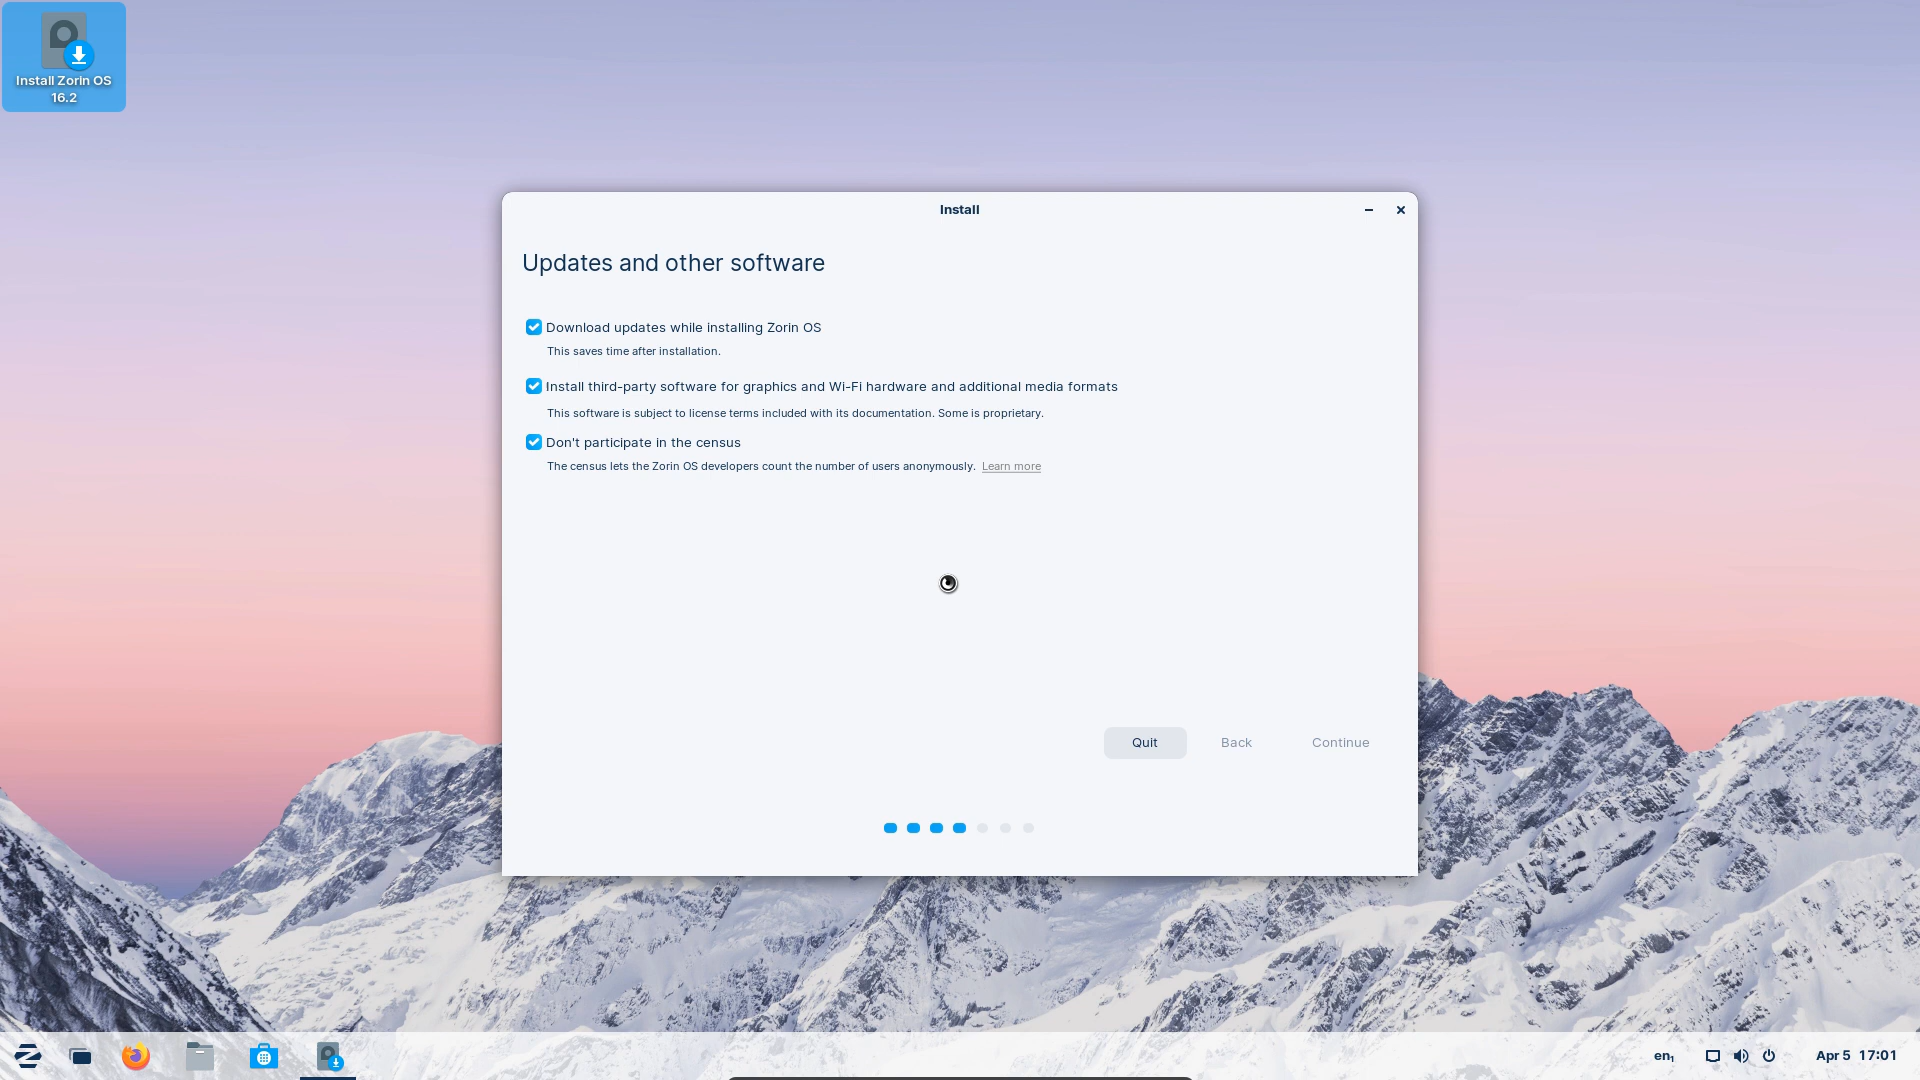 Install Zorin OS
16.2
Install
Updates and other software
Download updates while installing Zorin OS
This saves time after installation.
Install third-party software for graphics and Wi-Fi hardware and additional media formats
This software is subject to license terms included with its documentation. Some is proprietary.
Don't participate in the census
The census lets the Zorin OS developers count the number of users anonymously. Learn more
Quit Back Continue
en₁ Apr 5 17:01